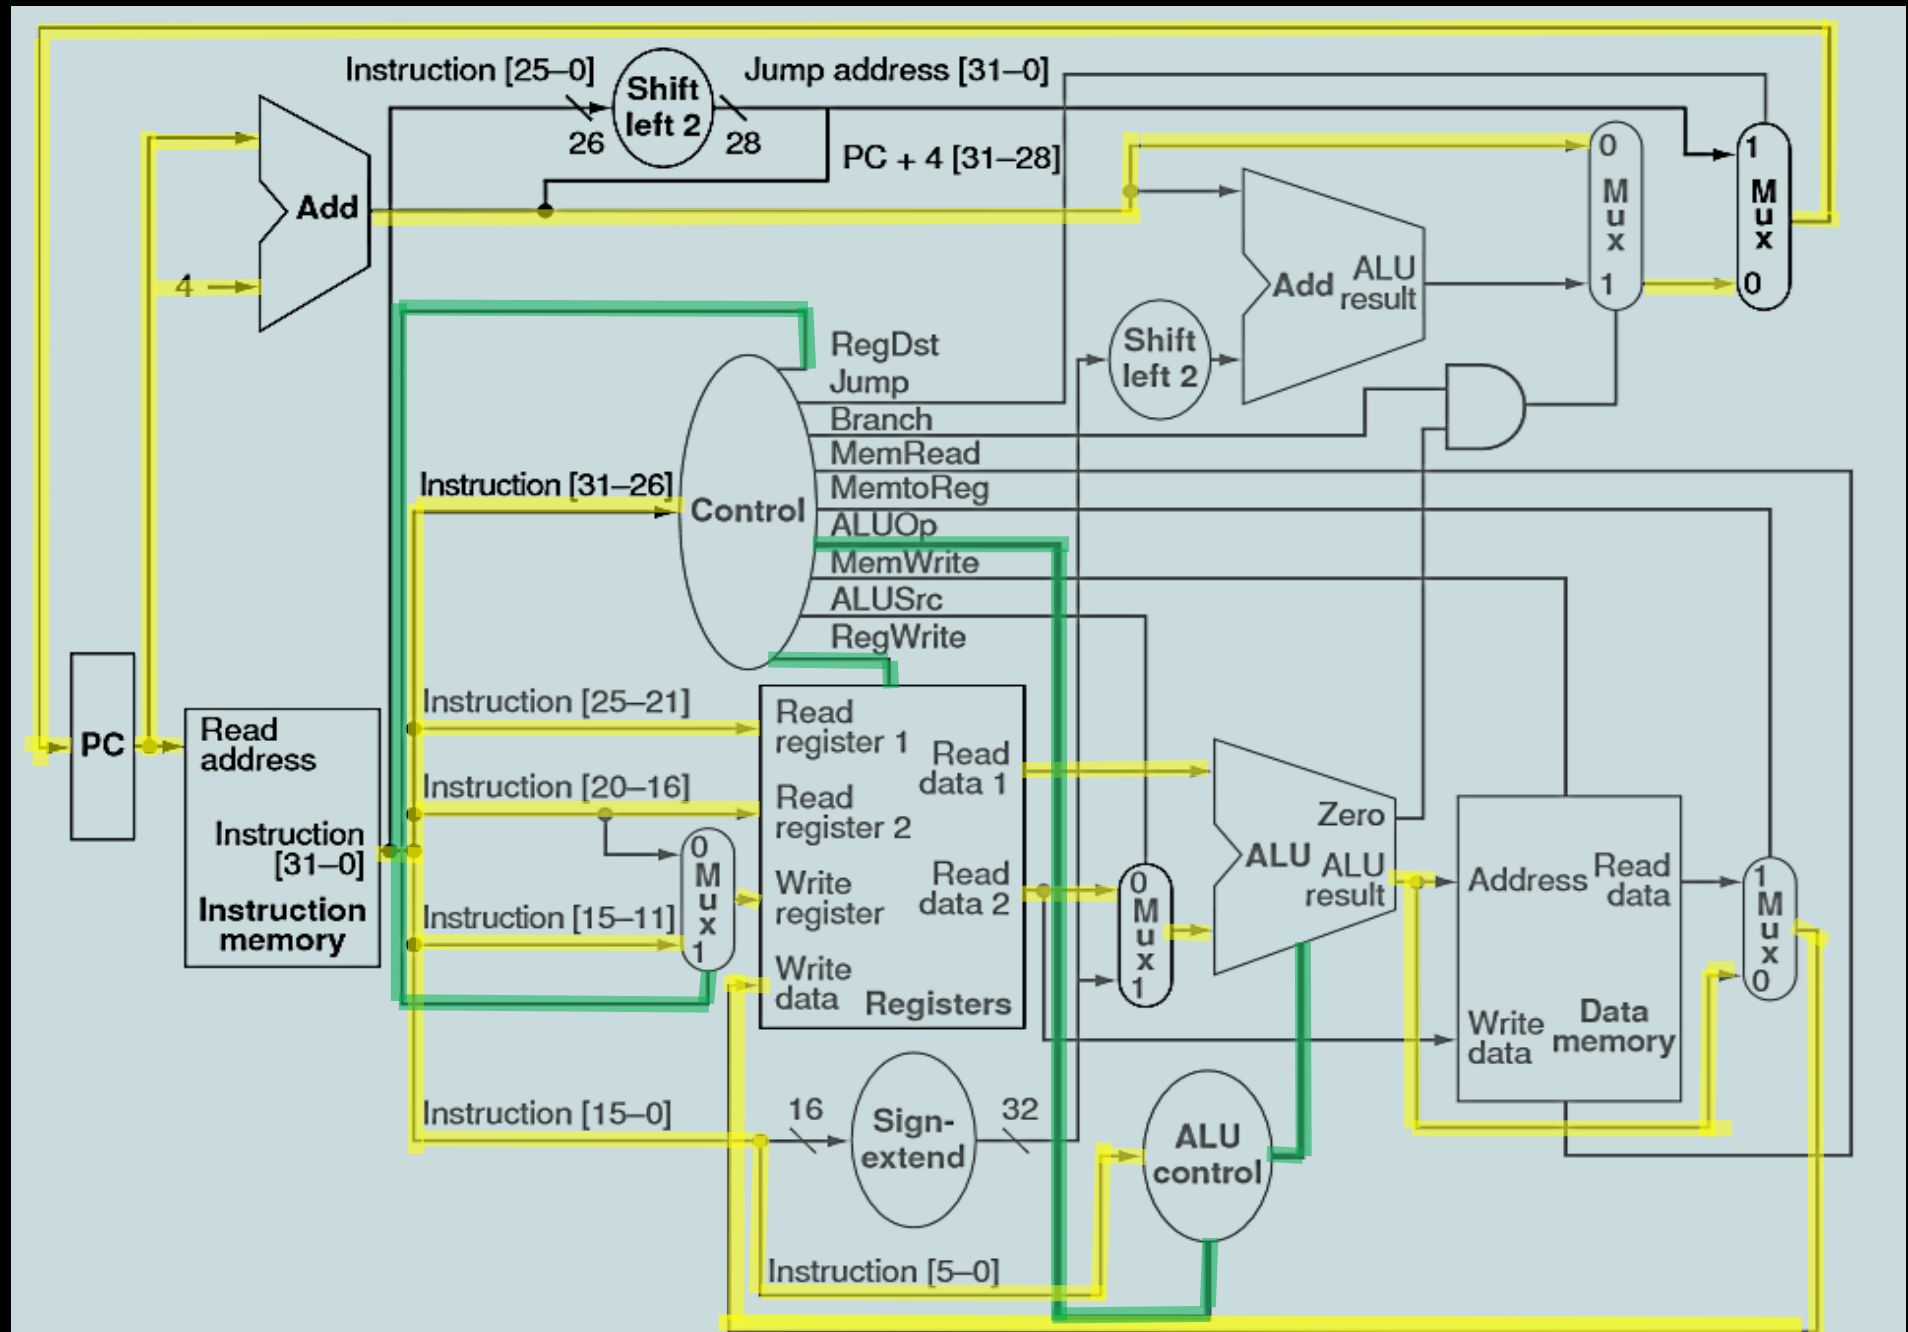 Instruction [25–0]
Shift
left 2
Jump address [31–0]
26
28
PC + 4 [31–28]
Add
4
0
M
u
x
1
1
M
u
x
0
Add
ALU
result
Shift
left 2
RegDst
Jump
Branch
MemRead
MemtoReg
ALUOp
MemWrite
ALUSrc
RegWrite
Instruction [31–26]
Control
PC
Read
address
Instruction
[31–0]
Instruction
memory
Instruction [25–21]
Instruction [20–16]
Instruction [15–11]
0
M
u
x
1
Read
register 1
Read
register 2
Write
register
Write
data
Read
data 1
Read
data 2
Registers
0
M
u
x
1
Zero
ALU
ALU
result
Address
Read
data
Write
data
Data
memory
1
M
u
x
0
Instruction [15–0]
16
Sign-
extend
32
ALU
control
Instruction [5–0]